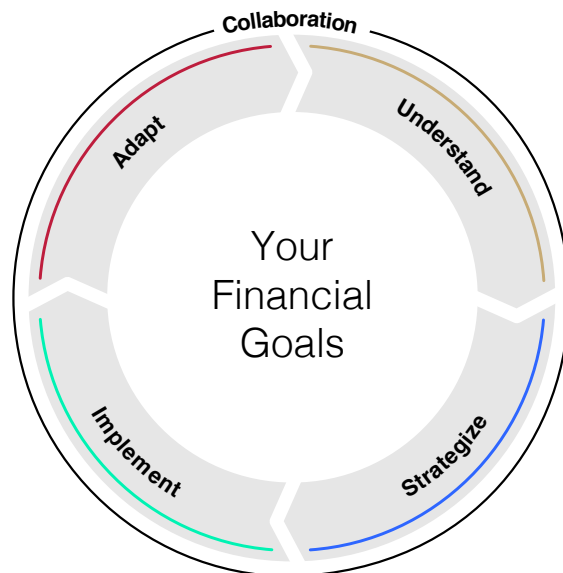 Collaboration
Adapt
Understand
Your
Financial
Goals
Implement
Strategize